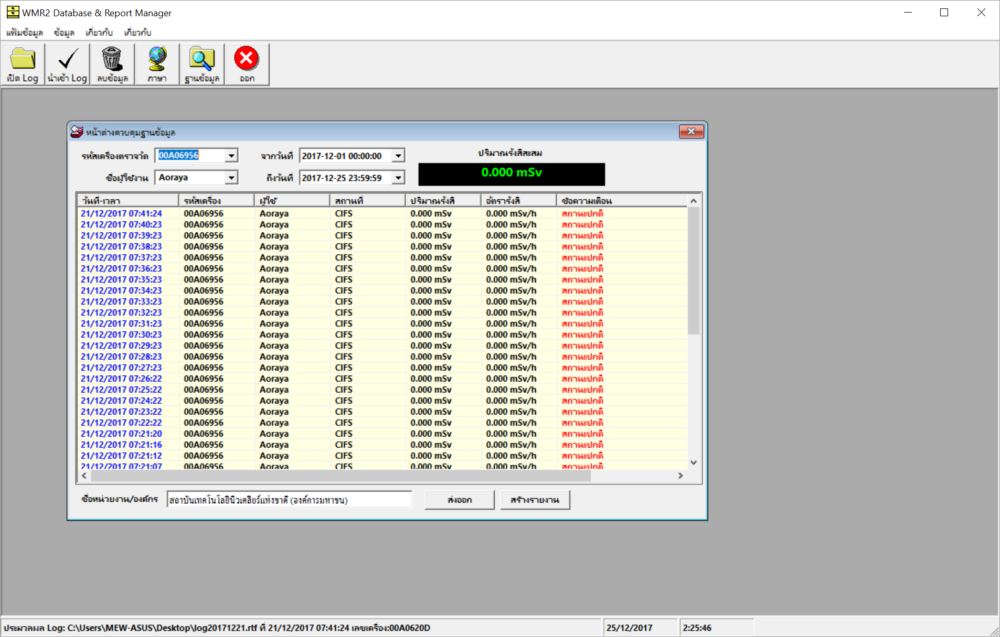 WMR2 Database & Report Manager
แฟ้มข้อมูล ข้อมูล เกี่ยวกับ เกี่ยวกับ
เปิด Log นำเข้า Log ลบข้อมูล ภาษา ฐานข้อมูล ออก
หน้าต่างควบคุมฐานข้อมูล
รหัสเครื่องตรวจวัด 00A06956 จากวันที่ 2017-12-01 00:00:00 ปริมาณรังสีสะสม
0.000 mSv
ชื่อผู้ใช้งาน Aoraya ถึงวันที่ 2017-12-25 23:59:59
วันที่-เวลา รหัสเครื่อง ผู้ใช้ สถานที่ ปริมาณรังสี อัตรารังสี ข้อความเตือน
21/12/2017 07:41:24 00A06956 Aoraya CIFS 0.000 mSv 0.000 mSv/h สถานะปกติ
21/12/2017 07:40:23 00A06956 Aoraya CIFS 0.000 mSv 0.000 mSv/h สถานะปกติ
21/12/2017 07:39:23 00A06956 Aoraya CIFS 0.000 mSv 0.000 mSv/h สถานะปกติ
21/12/2017 07:38:23 00A06956 Aoraya CIFS 0.000 mSv 0.000 mSv/h สถานะปกติ
21/12/2017 07:37:23 00A06956 Aoraya CIFS 0.000 mSv 0.000 mSv/h สถานะปกติ
21/12/2017 07:36:23 00A06956 Aoraya CIFS 0.000 mSv 0.000 mSv/h สถานะปกติ
21/12/2017 07:35:23 00A06956 Aoraya CIFS 0.000 mSv 0.000 mSv/h สถานะปกติ
21/12/2017 07:34:23 00A06956 Aoraya CIFS 0.000 mSv 0.000 mSv/h สถานะปกติ
21/12/2017 07:33:23 00A06956 Aoraya CIFS 0.000 mSv 0.000 mSv/h สถานะปกติ
21/12/2017 07:32:23 00A06956 Aoraya CIFS 0.000 mSv 0.000 mSv/h สถานะปกติ
21/12/2017 07:31:23 00A06956 Aoraya CIFS 0.000 mSv 0.000 mSv/h สถานะปกติ
21/12/2017 07:30:23 00A06956 Aoraya CIFS 0.000 mSv 0.000 mSv/h สถานะปกติ
21/12/2017 07:29:23 00A06956 Aoraya CIFS 0.000 mSv 0.000 mSv/h สถานะปกติ
21/12/2017 07:28:23 00A06956 Aoraya CIFS 0.000 mSv 0.000 mSv/h สถานะปกติ
21/12/2017 07:27:23 00A06956 Aoraya CIFS 0.000 mSv 0.000 mSv/h สถานะปกติ
21/12/2017 07:26:22 00A06956 Aoraya CIFS 0.000 mSv 0.000 mSv/h สถานะปกติ
21/12/2017 07:25:22 00A06956 Aoraya CIFS 0.000 mSv 0.000 mSv/h สถานะปกติ
21/12/2017 07:24:22 00A06956 Aoraya CIFS 0.000 mSv 0.000 mSv/h สถานะปกติ
21/12/2017 07:23:22 00A06956 Aoraya CIFS 0.000 mSv 0.000 mSv/h สถานะปกติ
21/12/2017 07:22:22 00A06956 Aoraya CIFS 0.000 mSv 0.000 mSv/h สถานะปกติ
21/12/2017 07:21:20 00A06956 Aoraya CIFS 0.000 mSv 0.000 mSv/h สถานะปกติ
21/12/2017 07:21:16 00A06956 Aoraya CIFS 0.000 mSv 0.000 mSv/h สถานะปกติ
21/12/2017 07:21:12 00A06956 Aoraya CIFS 0.000 mSv 0.000 mSv/h สถานะปกติ
21/12/2017 07:21:07 00A06956 Aoraya CIFS 0.000 mSv 0.000 mSv/h สถานะปกติ
ชื่อหน่วยงาน/องค์กร สถาบันเทคโนโลยีนิวเคลียร์แห่งชาติ (องค์การมหาชน) ส่งออก สร้างรายงาน
ประมวลผล Log: C:\Users\MEW-ASUS\Desktop\log20171221.rtf ที่ 21/12/2017 07:41:24 เลขเครื่อง:00A0620D 25/12/2017 2:25:46